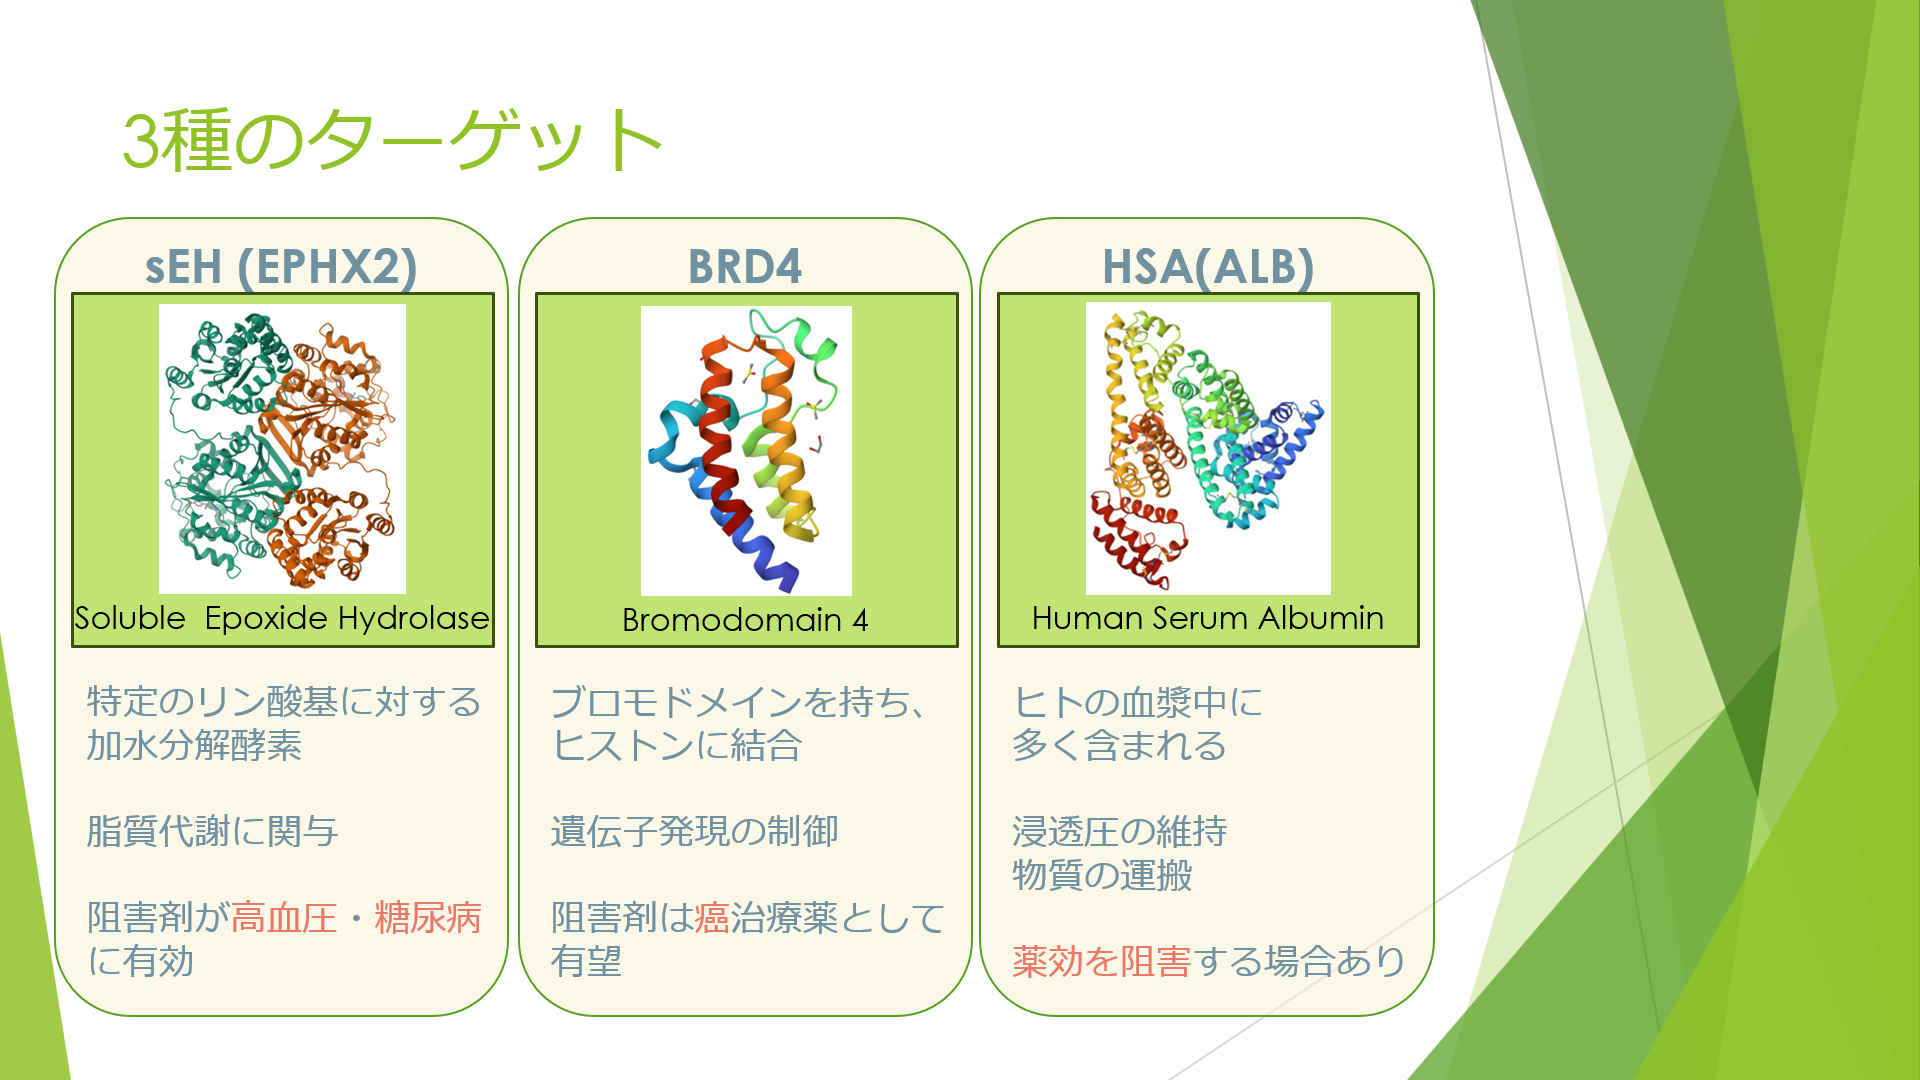 3種のターゲット
sEH (EPHX2)
Soluble  Epoxide Hydrolase
特定のリン酸基に対する
加水分解酵素
脂質代謝に関与
阻害剤が高血圧・糖尿病
に有効
BRD4
Bromodomain 4
ブロモドメインを持ち、
ヒストンに結合
遺伝子発現の制御
阻害剤は癌治療薬として
有望
HSA(ALB)
Human Serum Albumin
ヒトの血漿中に
多く含まれる
浸透圧の維持
物質の運搬
薬効を阻害する場合あり